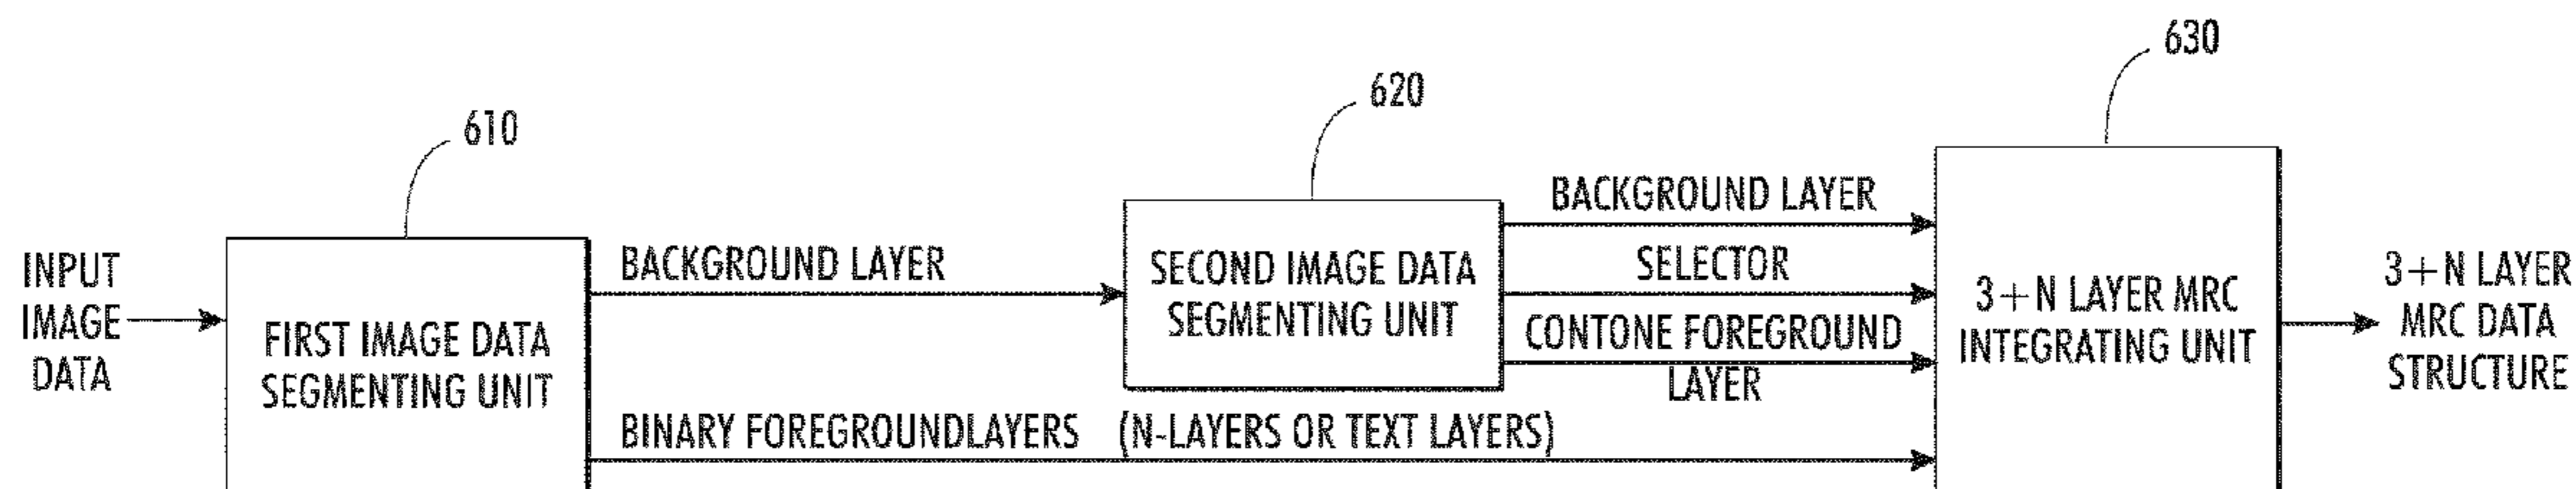 630
620
610
BACKGROUND LAYER
INPUT
IMAGE
DATA
FIRST IMAGE DATA
SEGMENTING UNIT
BACKGROUND LAYER
SECOND IMAGE DATA
SEGMENTING UNIT
SELECTOR
CONTONE FOREGROUND
LAYER
BINARY FOREGROUNDLAYERS (N-LAYERS OR TEXT LAYERS)
3+N LAYER MRC
INTEGRATING UNIT
3+N LAYER
MRC DATA
STRUCTURE